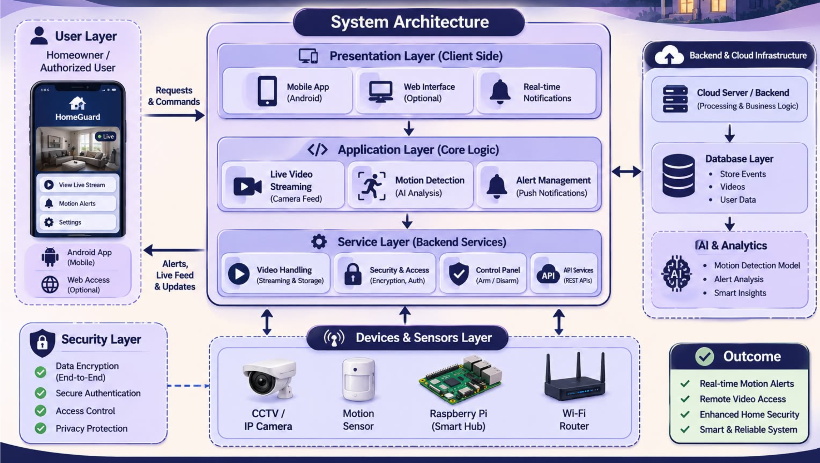 System Architecture
User Layer
Homeowner /
Authorized User
HomeGuard
Live
View Live Stream
Motion Alerts
Settings
Android App
(Mobile)
Web Access
(Optional)
Requests
& Commands
Alerts,
Live Feed
& Updates
Presentation Layer (Client Side)
Mobile App
(Android)
Web Interface
(Optional)
Real-time
Notifications
</> Application Layer (Core Logic)
Live Video
Streaming
(Camera Feed)
Motion Detection
(AI Analysis)
Alert Management
(Push Notifications)
Service Layer (Backend Services)
Video Handling
(Streaming & Storage)
Security & Access
(Encryption, Auth)
Control Panel
(Arm / Disarm)
API
API Services
(REST APIs)
Backend & Cloud Infrastructure
Cloud Server / Backend
(Processing & Business Logic)
Database Layer
• Store Events
• Videos
• User Data
AI & Analytics
AI
• Motion Detection Model
• Alert Analysis
• Smart Insights
Security Layer
Data Encryption
(End-to-End)
Secure Authentication
Access Control
Privacy Protection
Devices & Sensors Layer
CCTV /
IP Camera
Motion
Sensor
Raspberry Pi
(Smart Hub)
Wi-Fi
Router
Outcome
Real-time Motion Alerts
Remote Video Access
Enhanced Home Security
Smart & Reliable System